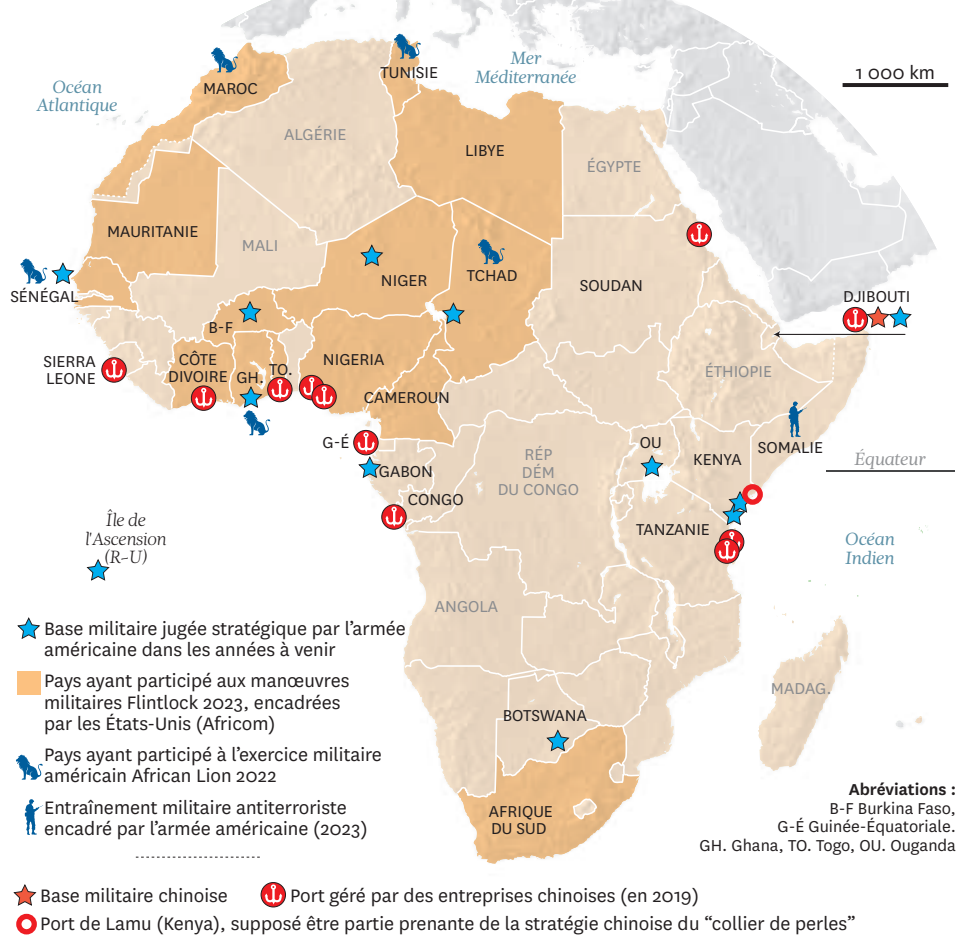 1 000 km
Océan
Atlantique
Mer
Méditerranée
MAROC
TUNISIE
ALGÉRIE
LIBYE
ÉGYPTE
MAURITANIE
MALI
NIGER
TCHAD
SOUDAN
SÉNÉGAL
DJIBOUTI
B-F
SIERRA
LEONE
CÔTE
DIVOIRE
GH.
TO.
NIGERIA
CAMEROUN
ÉTHIOPIE
SOMALIE
G-É
GABON
CONGO
RÉP
DÉM
DU CONGO
OU
KENYA
Équateur
TANZANIE
Île de
l'Ascension
(R-U)
Océan
Indien
ANGOLA
MADAG.
BOTSWANA
AFRIQUE
DU SUD
Base militaire jugée stratégique par l’armée
américaine dans les années à venir
Pays ayant participé aux manœuvres
militaires Flintlock 2023, encadrées
par les États-Unis (Africom)
Pays ayant participé à l’exercice militaire
américain African Lion 2022
Entraînement militaire antiterroriste
encadré par l’armée américaine (2023)
Abréviations :
B-F Burkina Faso,
G-É Guinée-Équatoriale.
GH. Ghana, TO. Togo, OU. Ouganda
Base militaire chinoise
Port géré par des entreprises chinoises (en 2019)
Port de Lamu (Kenya), supposé être partie prenante de la stratégie chinoise du “collier de perles”